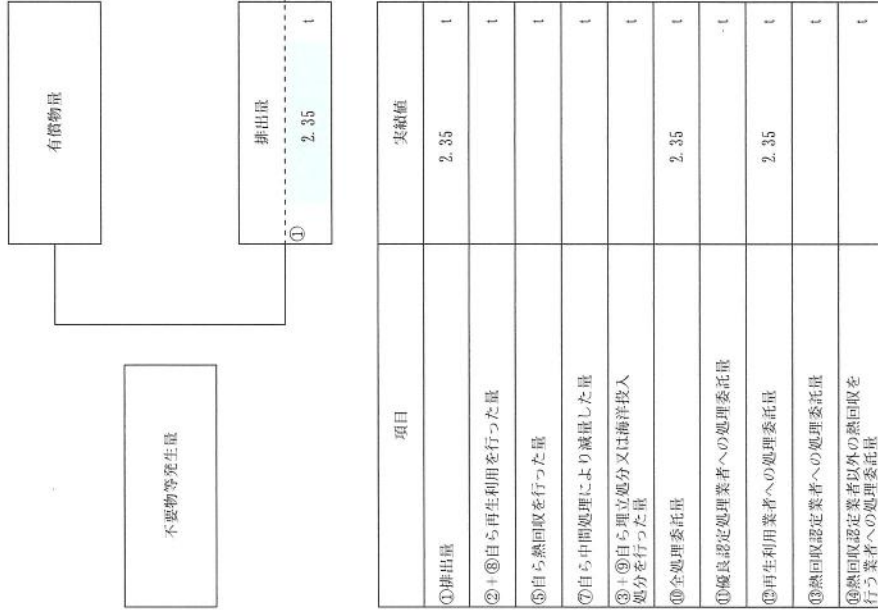 有償物量
不要物等発生量
排出量
① 2.35 t
項目 実績値
①排出量 2.35 t
②+⑧自ら再生利用を行った量 t
⑤自ら熱回収を行った量 t
⑦自ら中間処理により減量した量 t
③+⑨自ら埋立処分又は海洋投入
処分を行った量 t
⑩全処理委託量 2.35 t
⑪優良認定処理業者への処理委託量 t
⑫再生利用業者への処理委託量 2.35 t
⑬熱回収認定業者への処理委託量 t
⑭熱回収認定業者以外の熱回収を
行う業者への処理委託量 t